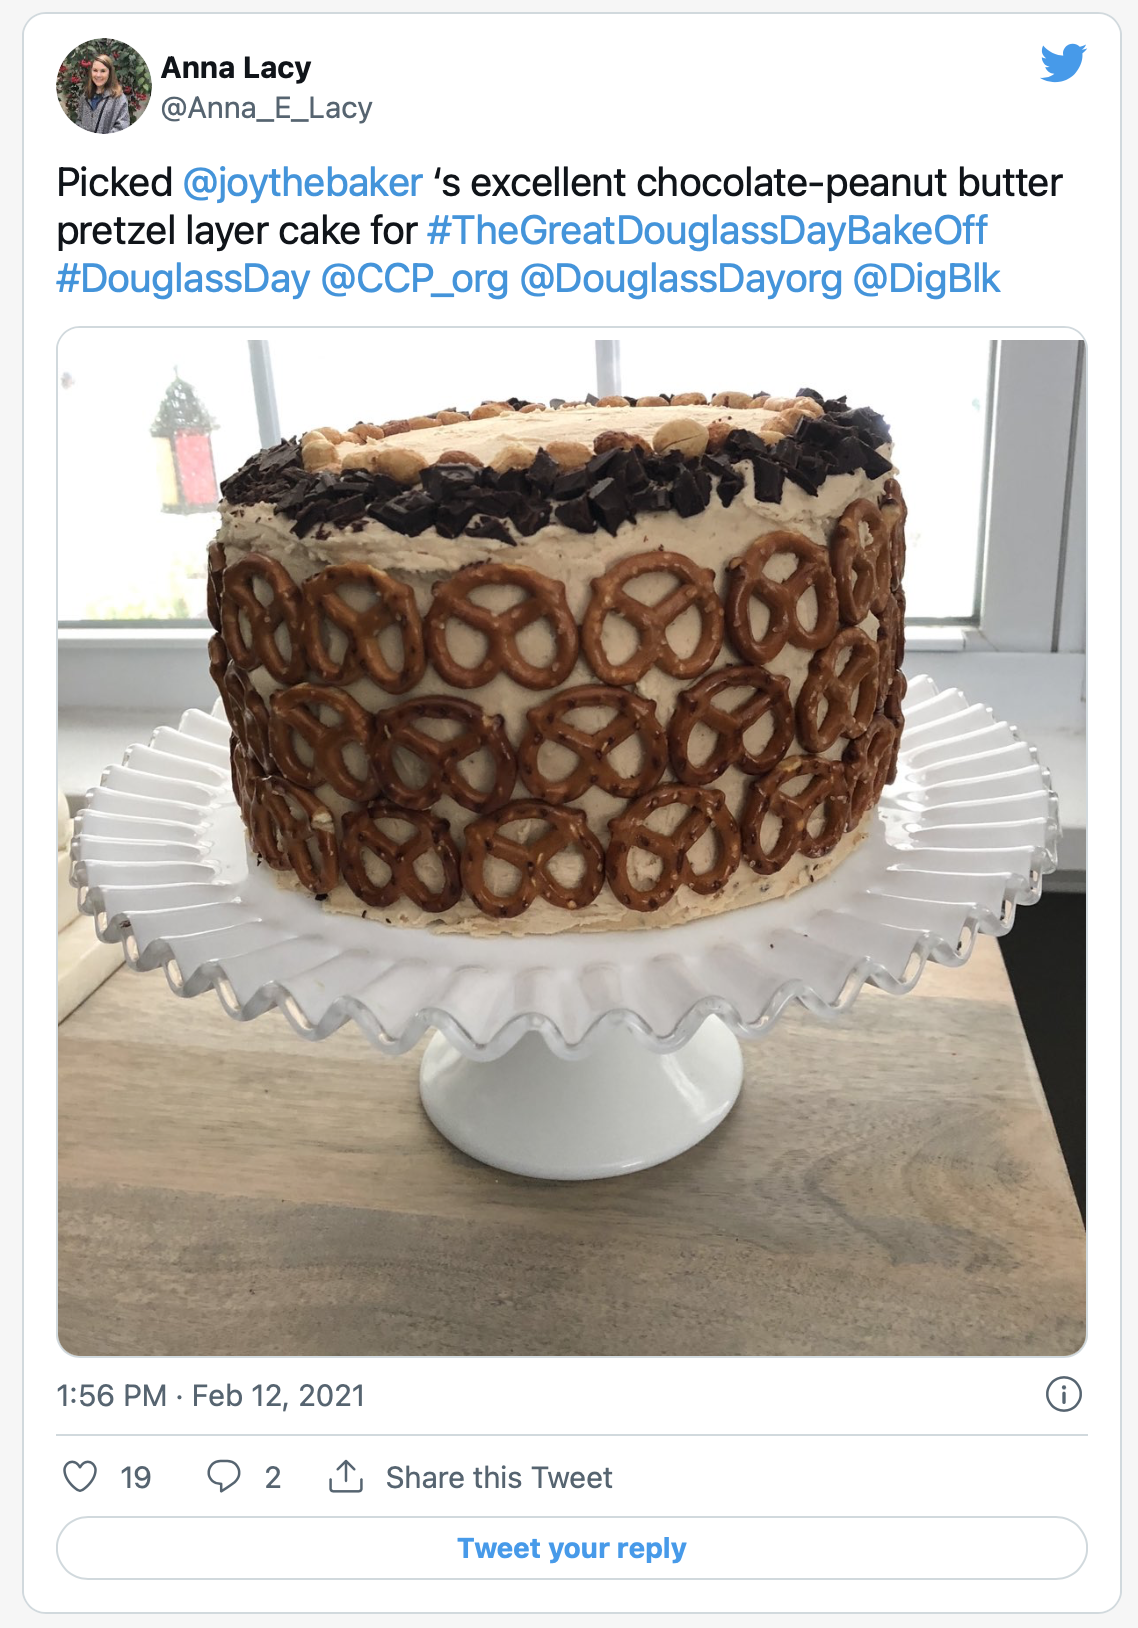 Anna Lacy
@Anna_E_Lacy
Picked @joythebaker ‘s excellent chocolate-peanut butter
pretzel layer cake for #TheGreatDouglassDayBakeOff
#DouglassDay @CCP_org @DouglassDayorg @DigBlk
1:56 PM · Feb 12, 2021
19 2 Share this Tweet
Tweet your reply